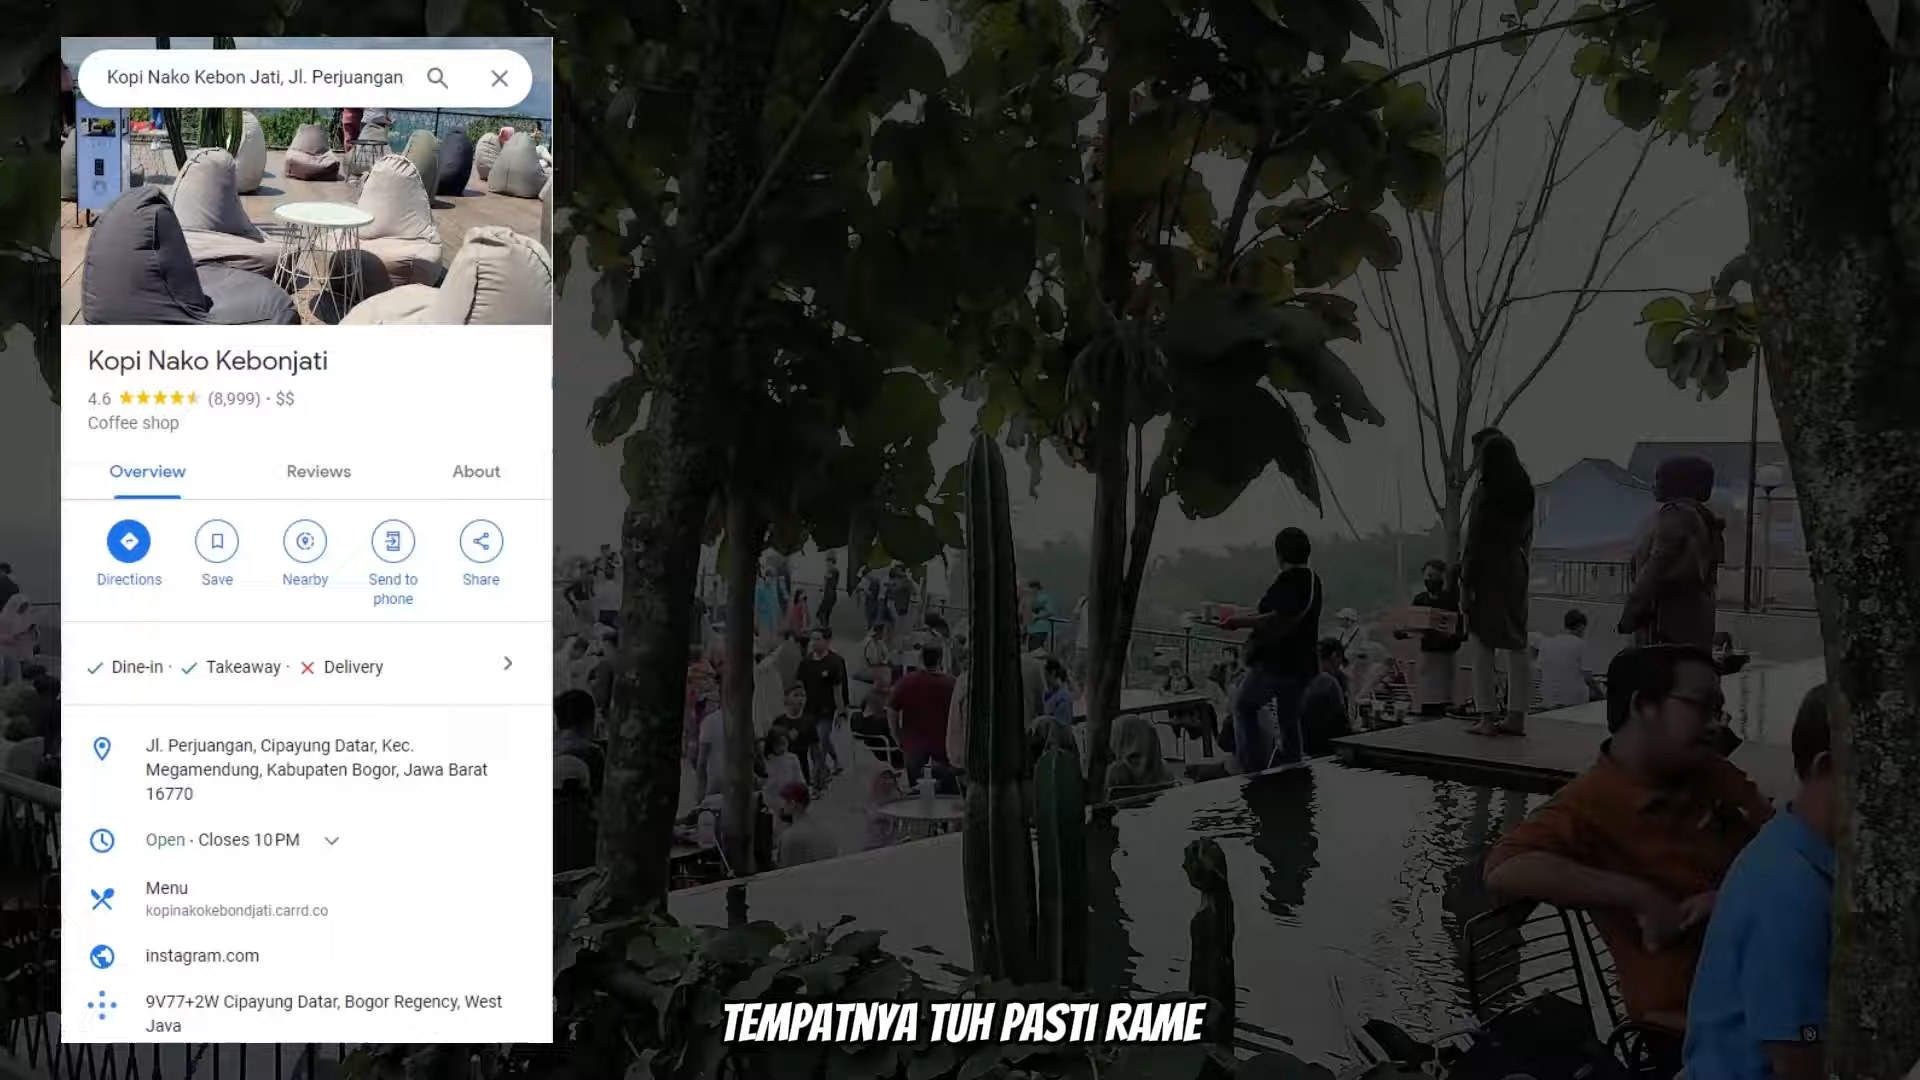 Kopi Nako Kebon Jati, Jl. Perjuangan
Kopi Nako Kebonjati
4.6 (8,999) · $$
Coffee shop
Overview Reviews About
Directions Save Nearby Send to phone Share
Dine-in · Takeaway · Delivery
Jl. Perjuangan, Cipayung Datar, Kec.
Megamendung, Kabupaten Bogor, Jawa Barat
16770
Open · Closes 10 PM
Menu
kopinakokebondjati.carrd.co
instagram.com
9V77+2W Cipayung Datar, Bogor Regency, West
Java
TEMPATNYA TUH PASTI RAME